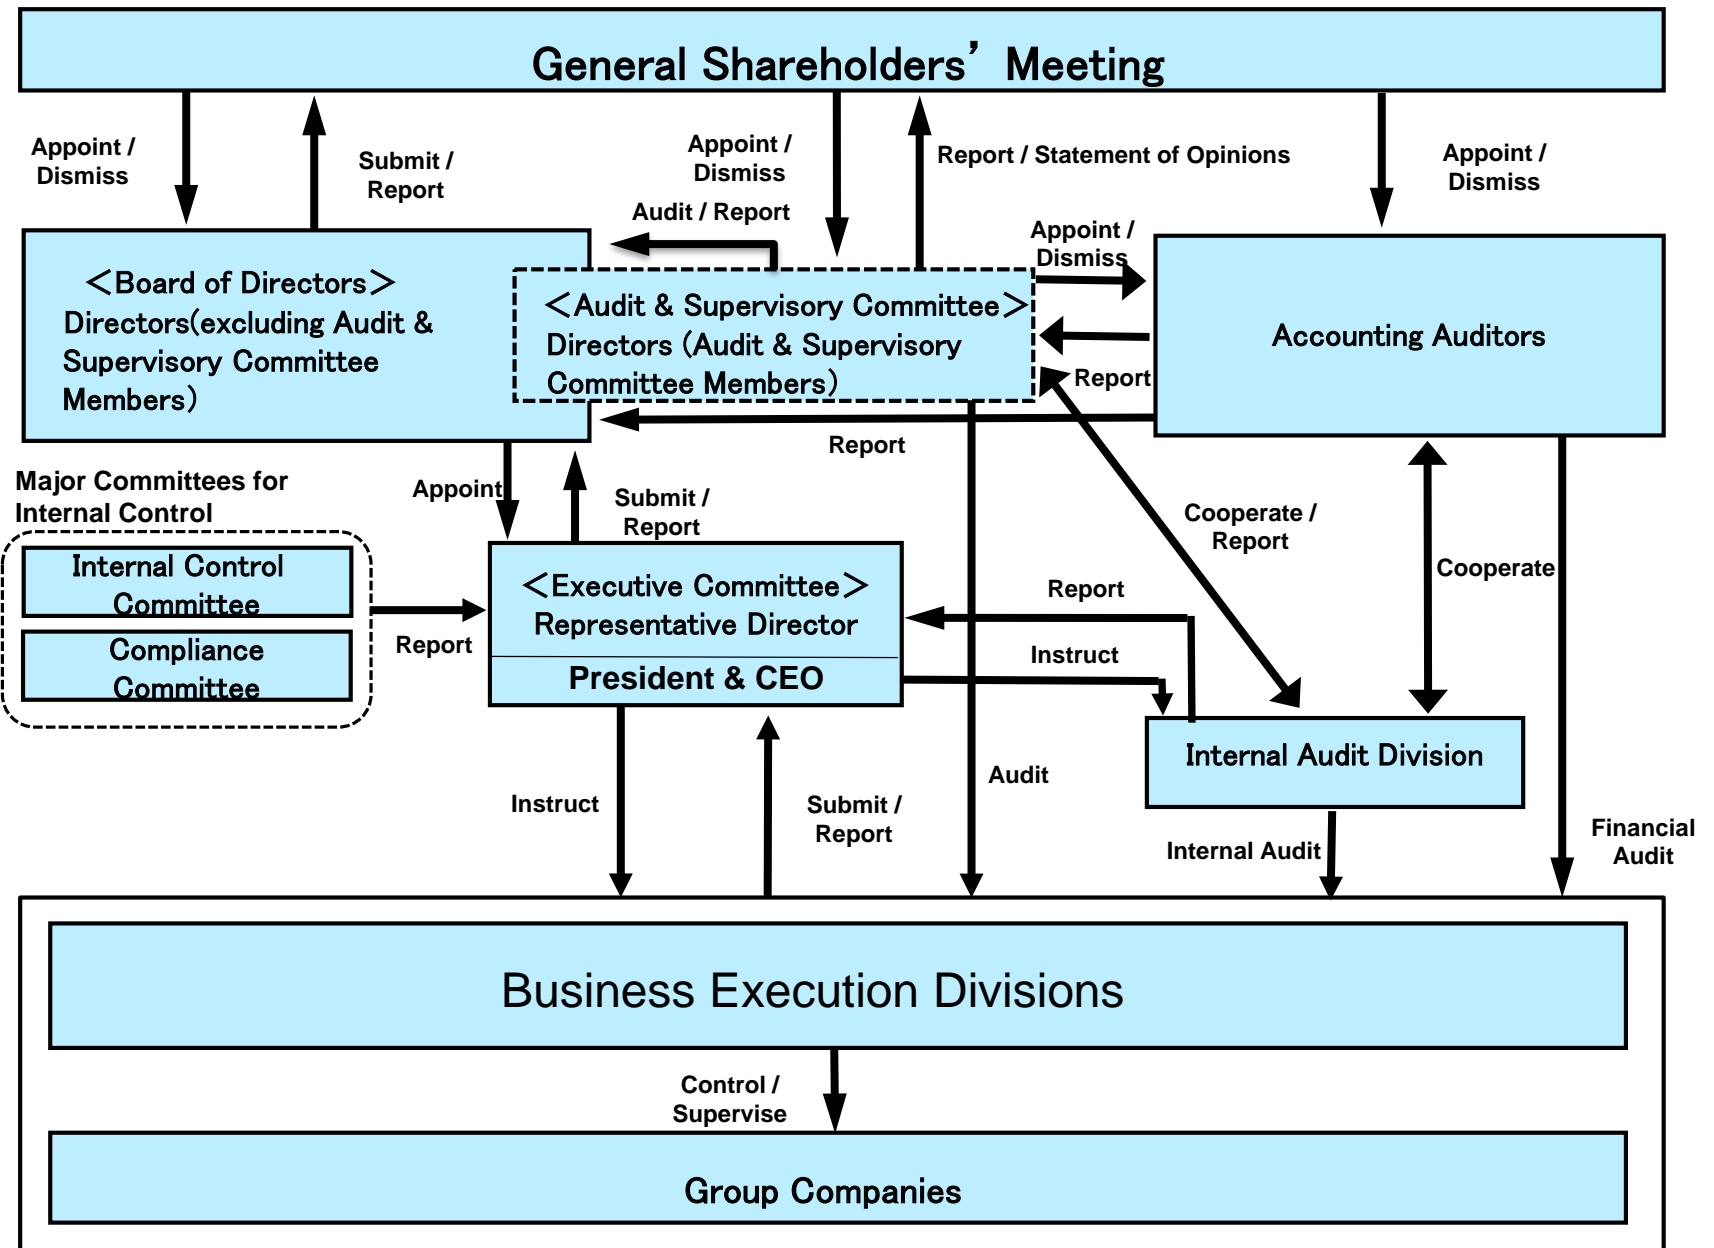 General Shareholders’ Meeting
Appoint /
Dismiss
Submit /
Report
Appoint /
Dismiss
Report / Statement of Opinions
Appoint /
Dismiss
Audit / Report
Appoint /
Dismiss
＜Board of Directors＞
Directors(excluding Audit &
Supervisory Committee
Members)
＜Audit & Supervisory Committee＞
Directors (Audit & Supervisory
Committee Members)
Accounting Auditors
Report
Report
Major Committees for
Internal Control
Appoint
Submit /
Report
Cooperate /
Report
Cooperate
Internal Control
Committee
Compliance
Committee
Report
＜Executive Committee＞
Representative Director
President & CEO
Report
Instruct
Internal Audit Division
Instruct
Submit /
Report
Audit
Internal Audit
Financial
Audit
Business Execution Divisions
Control /
Supervise
Group Companies